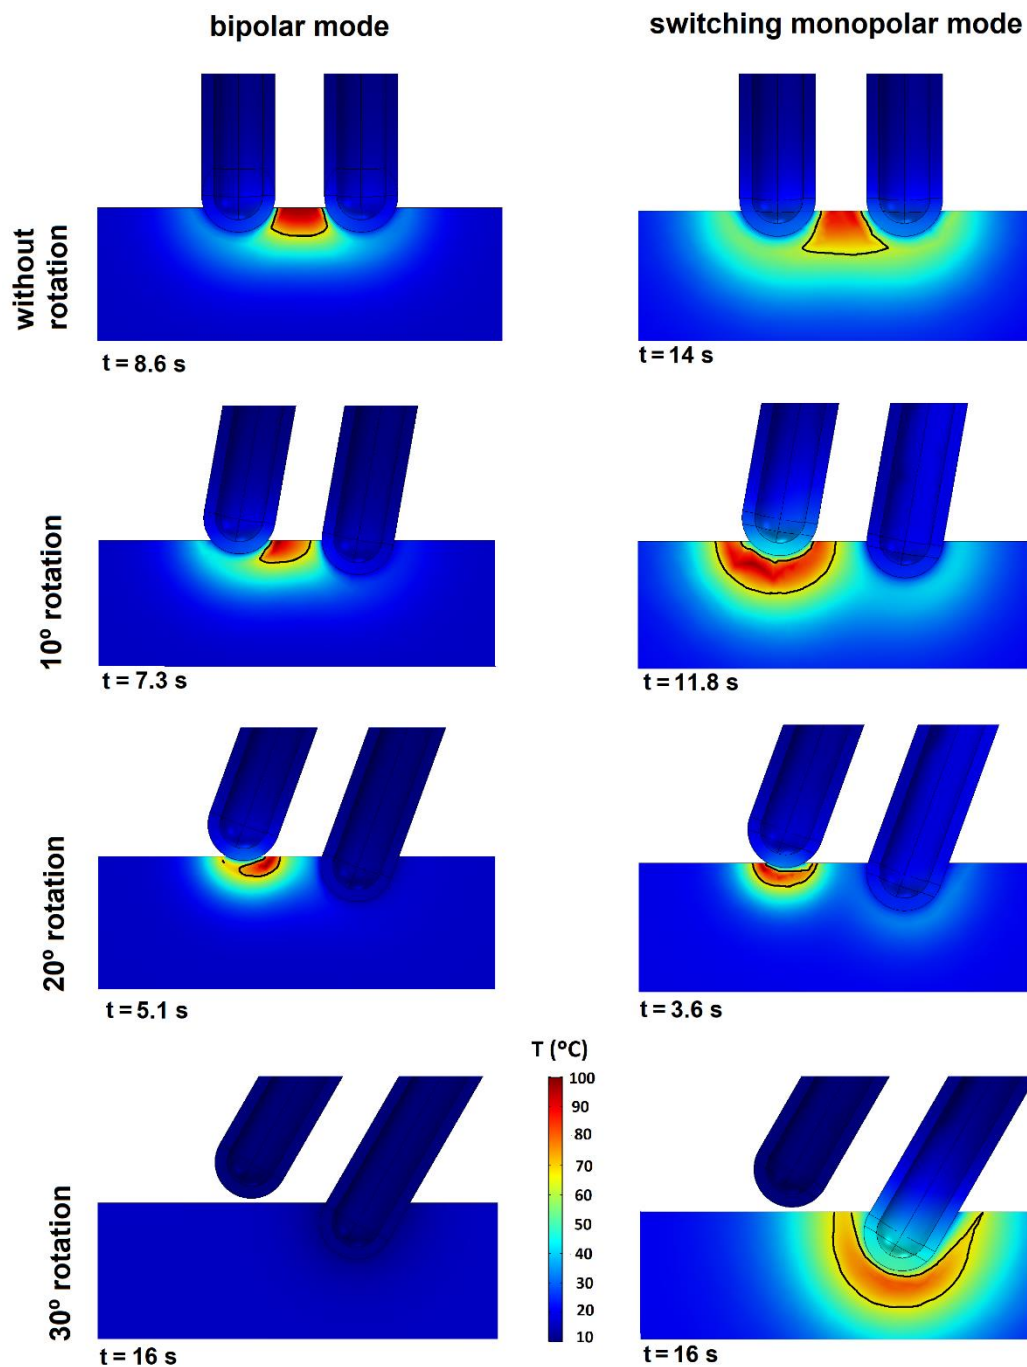 bipolar mode
switching monopolar mode
without
rotation
t = 8.6 s
t = 14 s
10º rotation
t = 7.3 s
t = 11.8 s
20º rotation
t = 5.1 s
t = 3.6 s
T (°C)
100
90
80
70
60
50
40
30
20
10
30º rotation
t = 16 s
t = 16 s